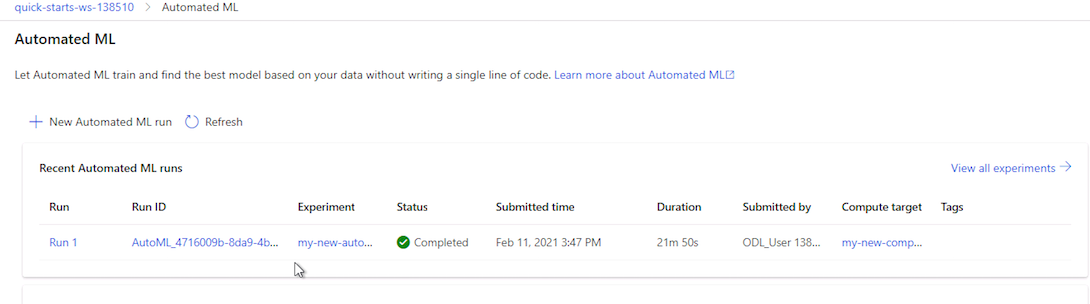 quick-starts-ws-138510 > Automated ML
Automated ML
Let Automated ML train and find the best model based on your data without writing a single line of code. Learn more about Automated ML
New Automated ML run Refresh
Recent Automated ML runs View all experiments
Run Run ID Experiment Status Submitted time Duration Submitted by Compute target Tags
Run 1 AutoML_4716009b-8da9-4b... my-new-auto... Completed Feb 11, 2021 3:47 PM 21m 50s ODL_User 138... my-new-comp...